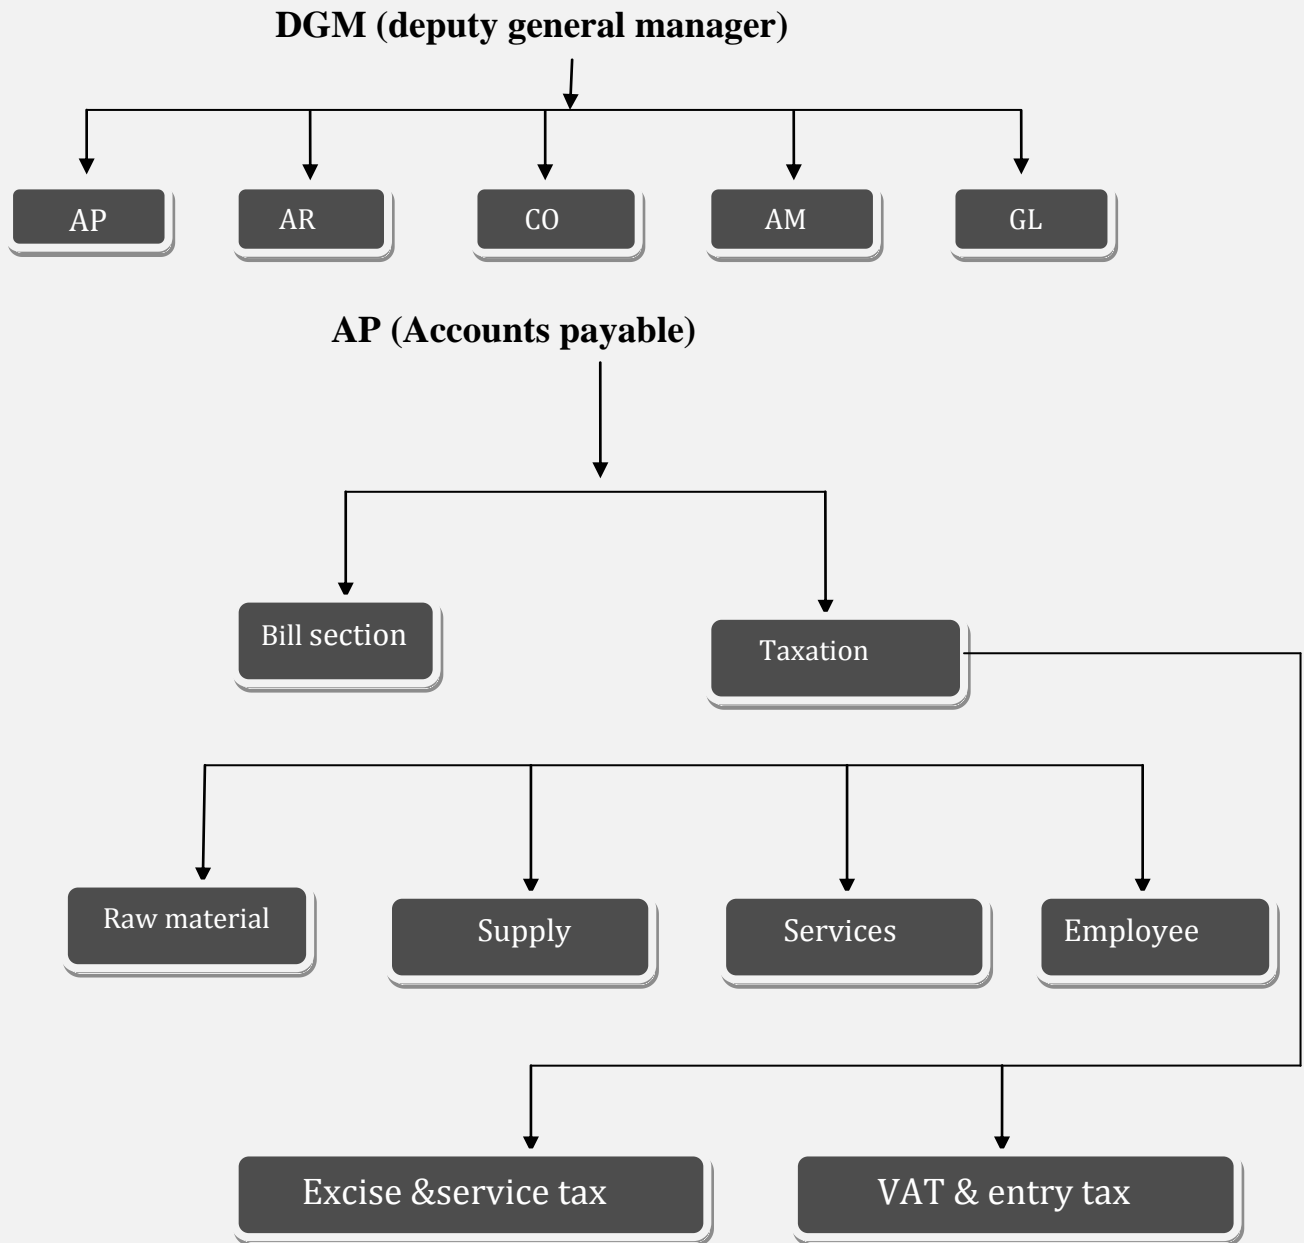 DGM (deputy general manager)
AP
AR
CO
AM
GL
AP (Accounts payable)
Bill section
Taxation
Raw material
Supply
Services
Employee
Excise &service tax
VAT & entry tax